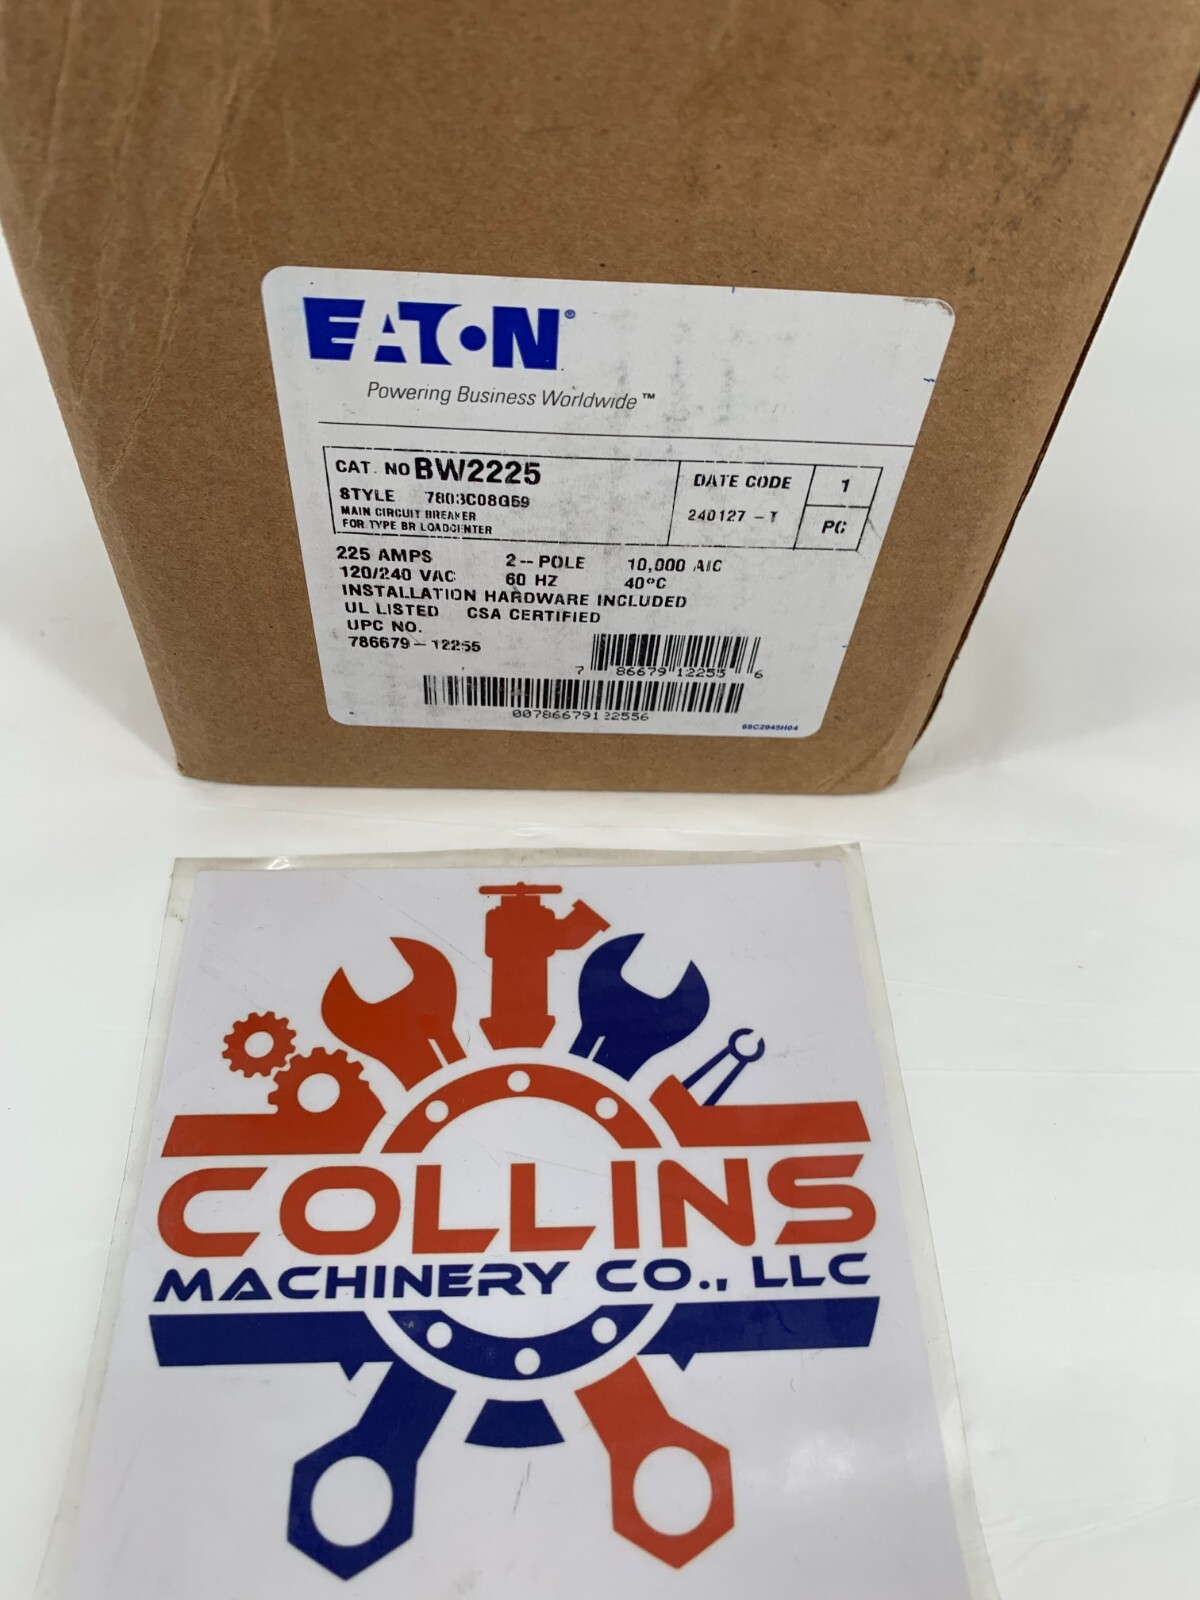 EATON®
Powering Business Worldwide™
CAT. NO BW2225
STYLE 7803C08G59
MAIN CIRCUIT BREAKER
FOR TYPE BR LOADCENTER
DATE CODE
240127-T
1
PC
225 AMPS 2--POLE 10,000 AIC
120/240 VAC 60 HZ 40°C
INSTALLATION HARDWARE INCLUDED
UL LISTED CSA CERTIFIED
UPC NO.
786679-12255
7 86679 12255 6
00786679122556
68C2945H04
COLLINS
MACHINERY CO., LLC